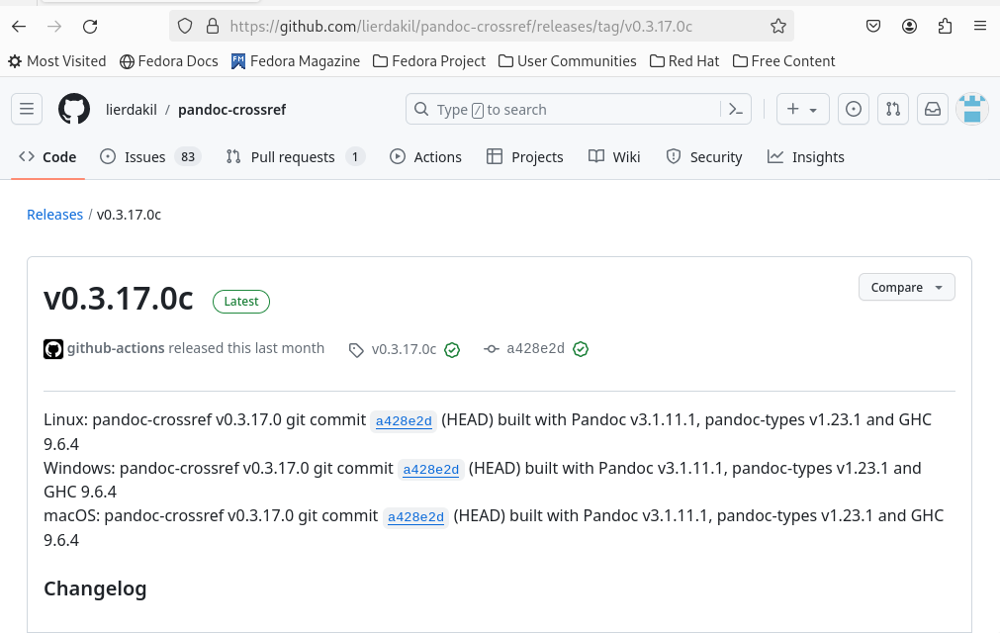 https://github.com/lierdakil/pandoc-crossref/releases/tag/v0.3.17.0c
Most Visited Fedora Docs Fedora Magazine Fedora Project User Communities Red Hat Free Content
lierdakil / pandoc-crossref Type / to search
Code Issues 83 Pull requests 1 Actions Projects Wiki Security Insights
Releases / v0.3.17.0c
v0.3.17.0c Latest Compare
github-actions released this last month v0.3.17.0c a428e2d
Linux: pandoc-crossref v0.3.17.0 git commit a428e2d (HEAD) built with Pandoc v3.1.11.1, pandoc-types v1.23.1 and GHC
9.6.4
Windows: pandoc-crossref v0.3.17.0 git commit a428e2d (HEAD) built with Pandoc v3.1.11.1, pandoc-types v1.23.1 and
GHC 9.6.4
macOS: pandoc-crossref v0.3.17.0 git commit a428e2d (HEAD) built with Pandoc v3.1.11.1, pandoc-types v1.23.1 and GHC
9.6.4
Changelog